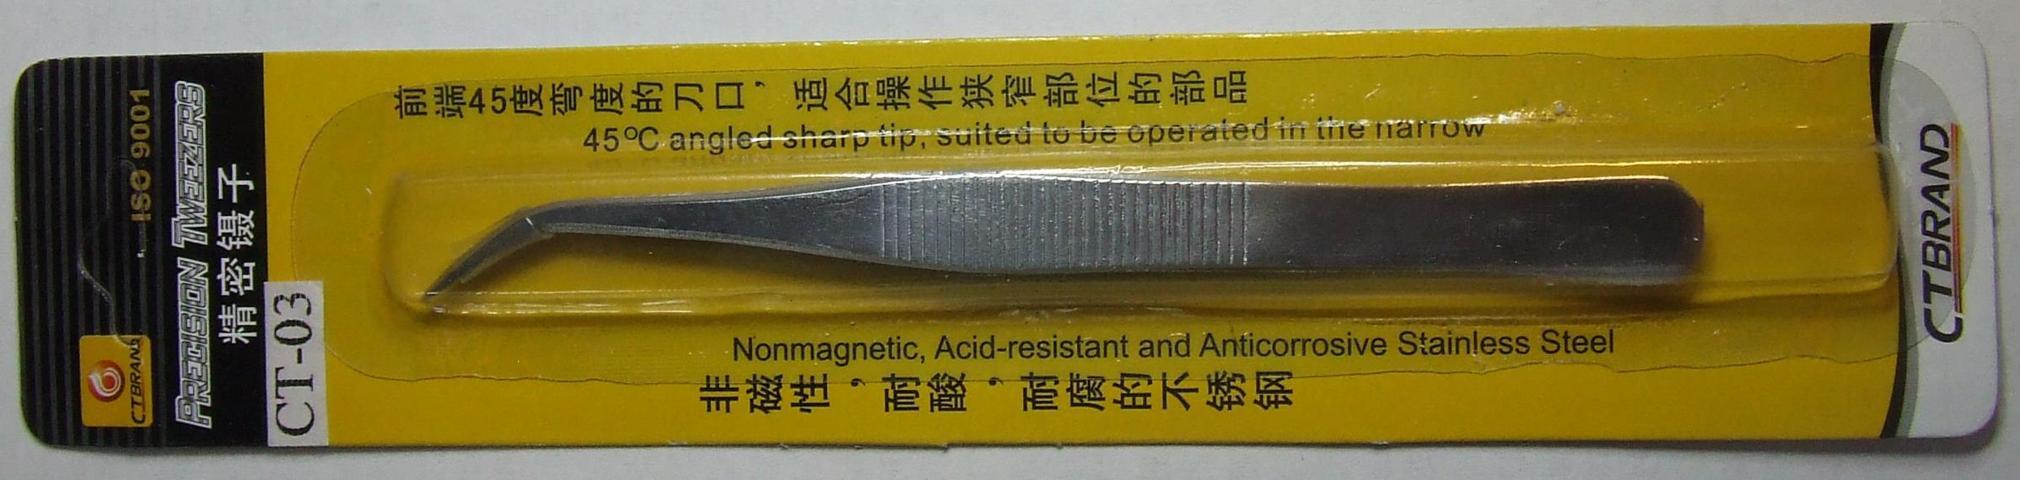 ISO 9001
PRECISION TWEEZERS
精密镊子
CTBRAND
CT-03
前端45度弯度的刀口，适合操作狭窄部位的部品
45℃ angled sharp tip, suited to be operated in the narrow
Nonmagnetic, Acid-resistant and Anticorrosive Stainless Steel
非磁性，耐酸，耐腐的不锈钢
CTBRAND